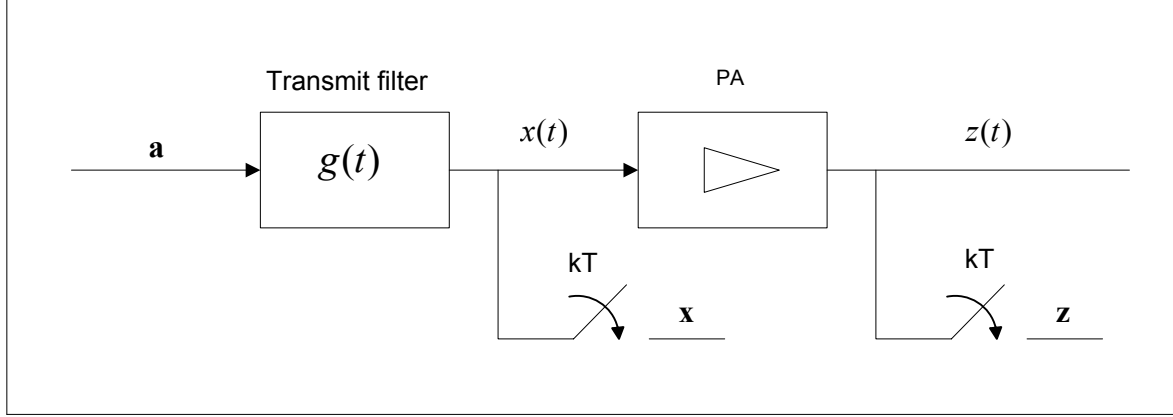 Transmit filter
PA
a
g(t)
x(t)
z(t)
kT
x
kT
z